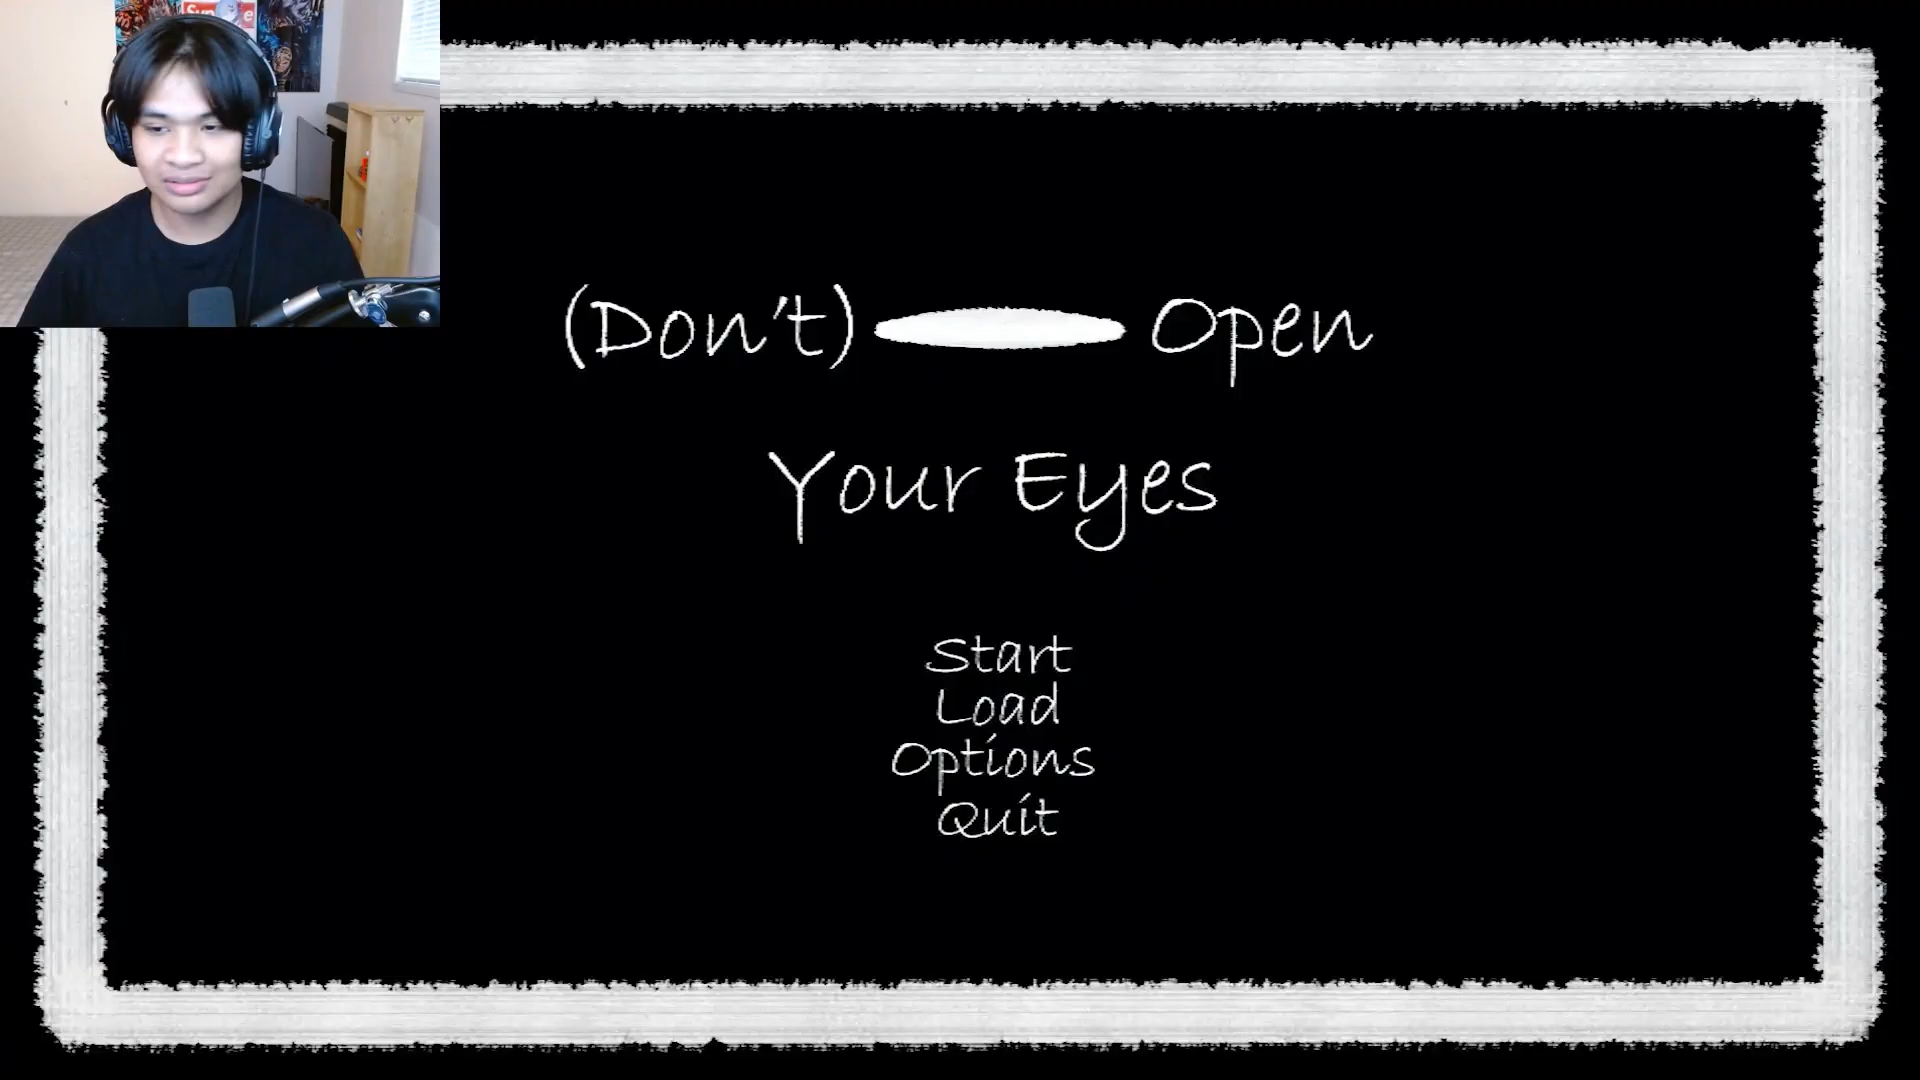 (Don't) Open
Your Eyes
Start
Load
Options
Quit